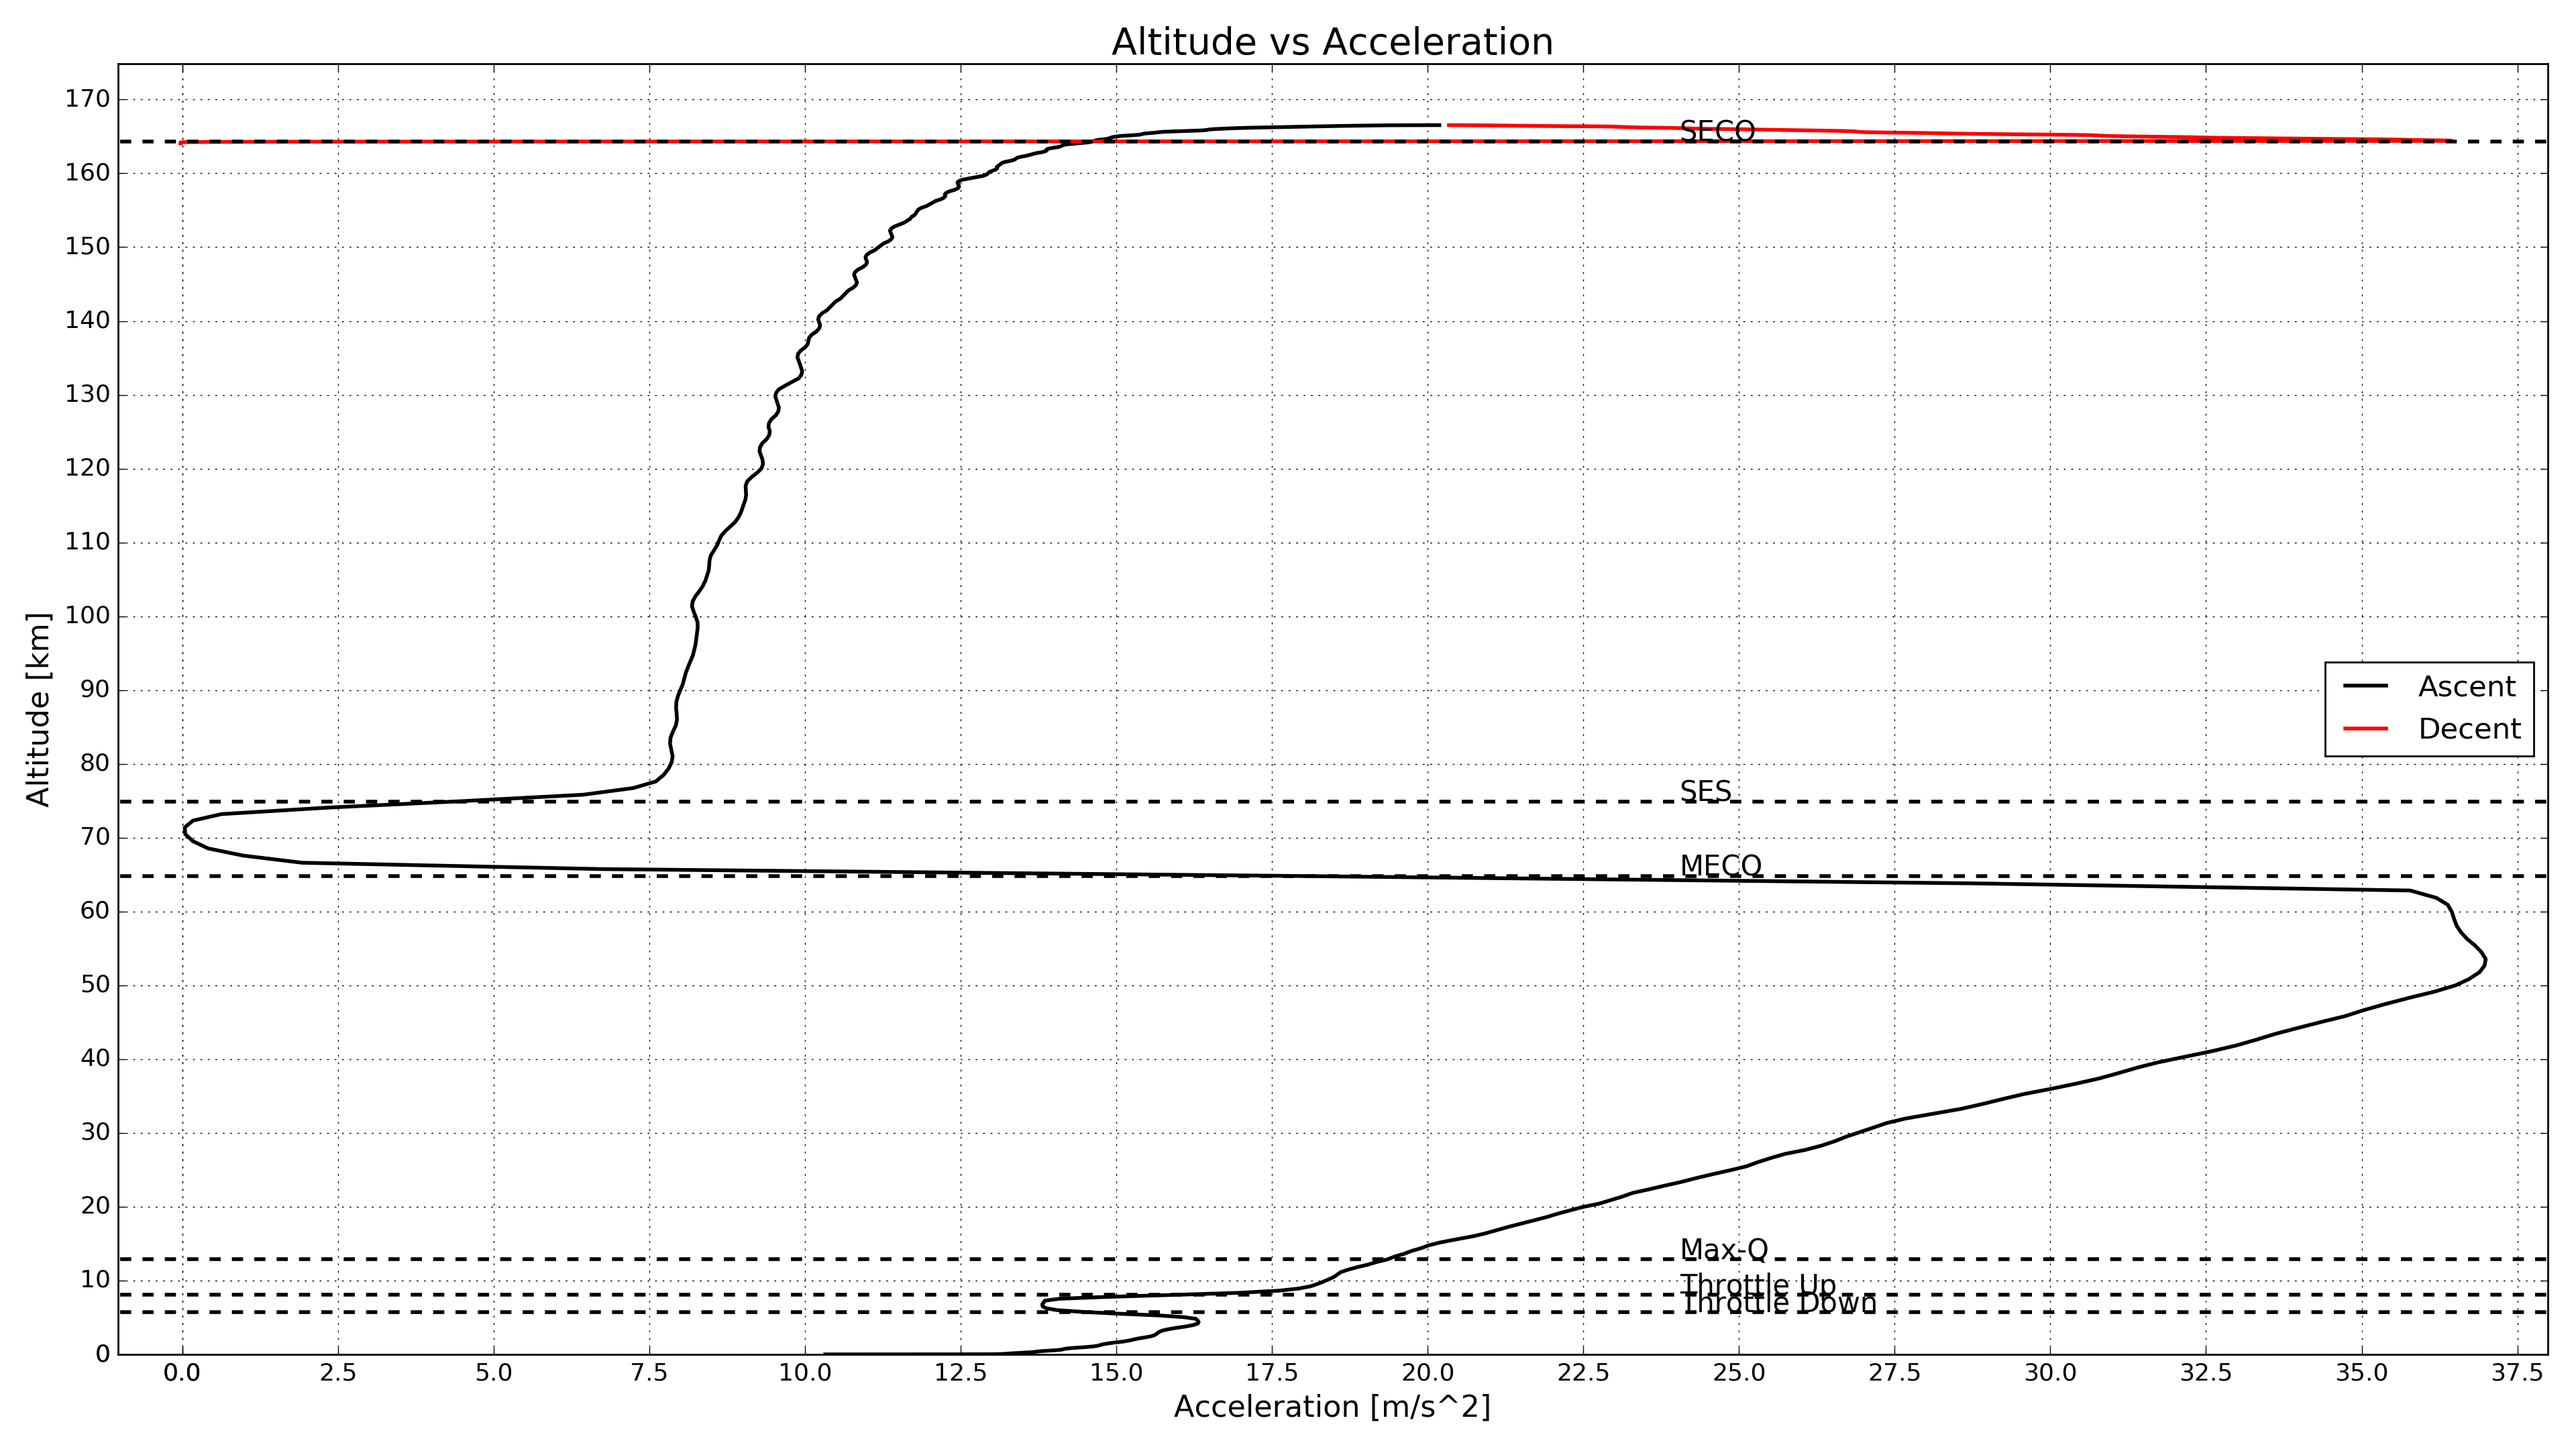 Altitude vs Acceleration
170
160
150
140
130
120
110
100
90
80
70
60
50
40
30
20
10
0
Altitude [km]
SECO
SES
MECO
Max-Q
Throttle Up
Throttle Down
Ascent
Decent
0.0 2.5 5.0 7.5 10.0 12.5 15.0 17.5 20.0 22.5 25.0 27.5 30.0 32.5 35.0 37.5
Acceleration [m/s^2]